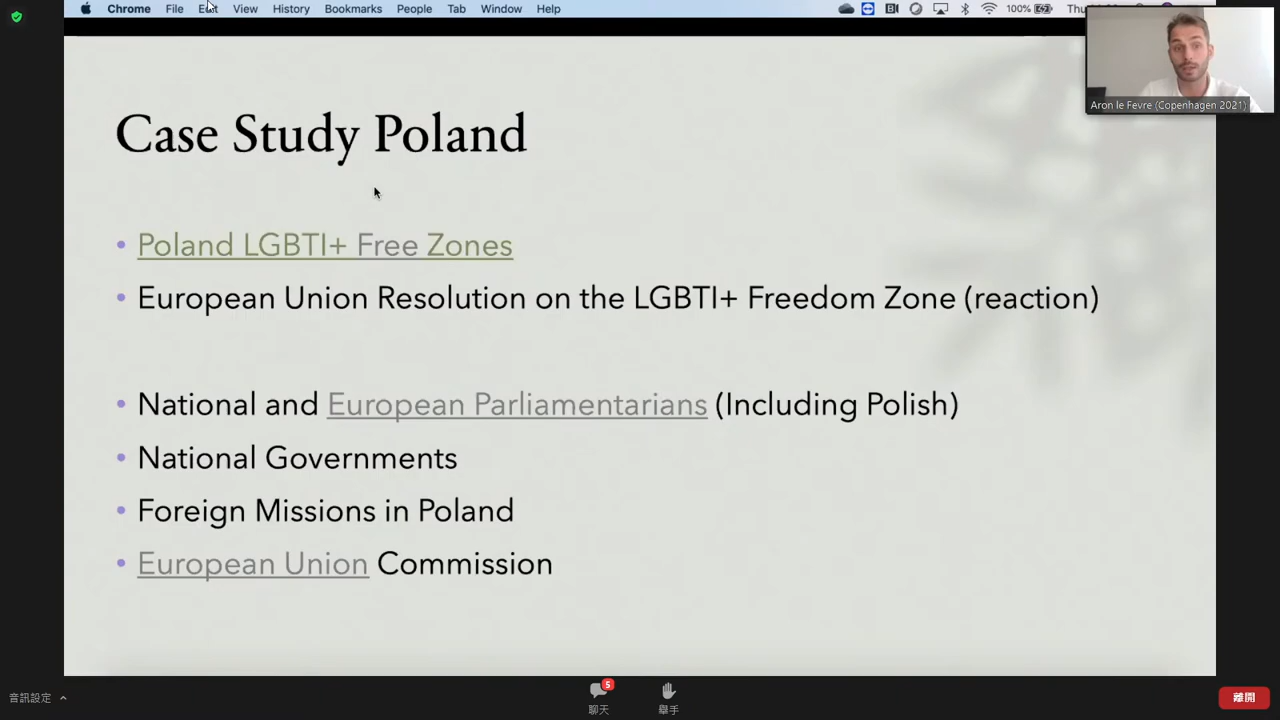 Chrome File Edit View History Bookmarks People Tab Window Help 100%
Aron le Fevre (Copenhagen 2021)
Case Study Poland
• Poland LGBTI+ Free Zones
• European Union Resolution on the LGBTI+ Freedom Zone (reaction)
• National and European Parliamentarians (Including Polish)
• National Governments
• Foreign Missions in Poland
• European Union Commission
音訊設定
5
聊天
舉手
離開